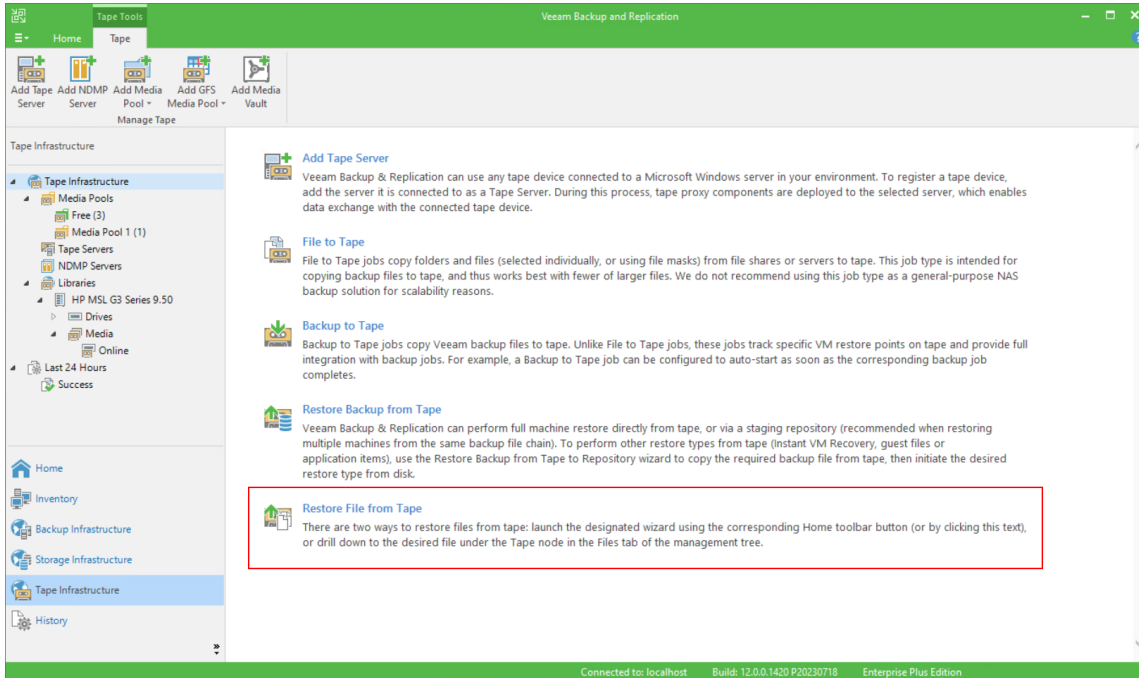 Tape Tools
Veeam Backup and Replication
Home
Tape
Add Tape Server
Add NDMP Server
Add Media Pool
Add GFS Media Pool
Add Media Vault
Manage Tape
Tape Infrastructure
Tape Infrastructure
Media Pools
Free (3)
Media Pool 1 (1)
Tape Servers
NDMP Servers
Libraries
HP MSL G3 Series 9.50
Drives
Media
Online
Last 24 Hours
Success
Home
Inventory
Backup Infrastructure
Storage Infrastructure
Tape Infrastructure
History
Add Tape Server
Veeam Backup & Replication can use any tape device connected to a Microsoft Windows server in your environment. To register a tape device,
add the server it is connected to as a Tape Server. During this process, tape proxy components are deployed to the selected server, which enables
data exchange with the connected tape device.
File to Tape
File to Tape jobs copy folders and files (selected individually, or using file masks) from file shares or servers to tape. This job type is intended for
copying backup files to tape, and thus works best with fewer of larger files. We do not recommend using this job type as a general-purpose NAS
backup solution for scalability reasons.
Backup to Tape
Backup to Tape jobs copy Veeam backup files to tape. Unlike File to Tape jobs, these jobs track specific VM restore points on tape and provide full
integration with backup jobs. For example, a Backup to Tape job can be configured to auto-start as soon as the corresponding backup job
completes.
Restore Backup from Tape
Veeam Backup & Replication can perform full machine restore directly from tape, or via a staging repository (recommended when restoring
multiple machines from the same backup file chain). To perform other restore types from tape (Instant VM Recovery, guest files or
application items), use the Restore Backup from Tape to Repository wizard to copy the required backup file from tape, then initiate the desired
restore type from disk.
Restore File from Tape
There are two ways to restore files from tape: launch the designated wizard using the corresponding Home toolbar button (or by clicking this text),
or drill down to the desired file under the Tape node in the Files tab of the management tree.
Connected to: localhost
Build: 12.0.0.1420 P20230718
Enterprise Plus Edition